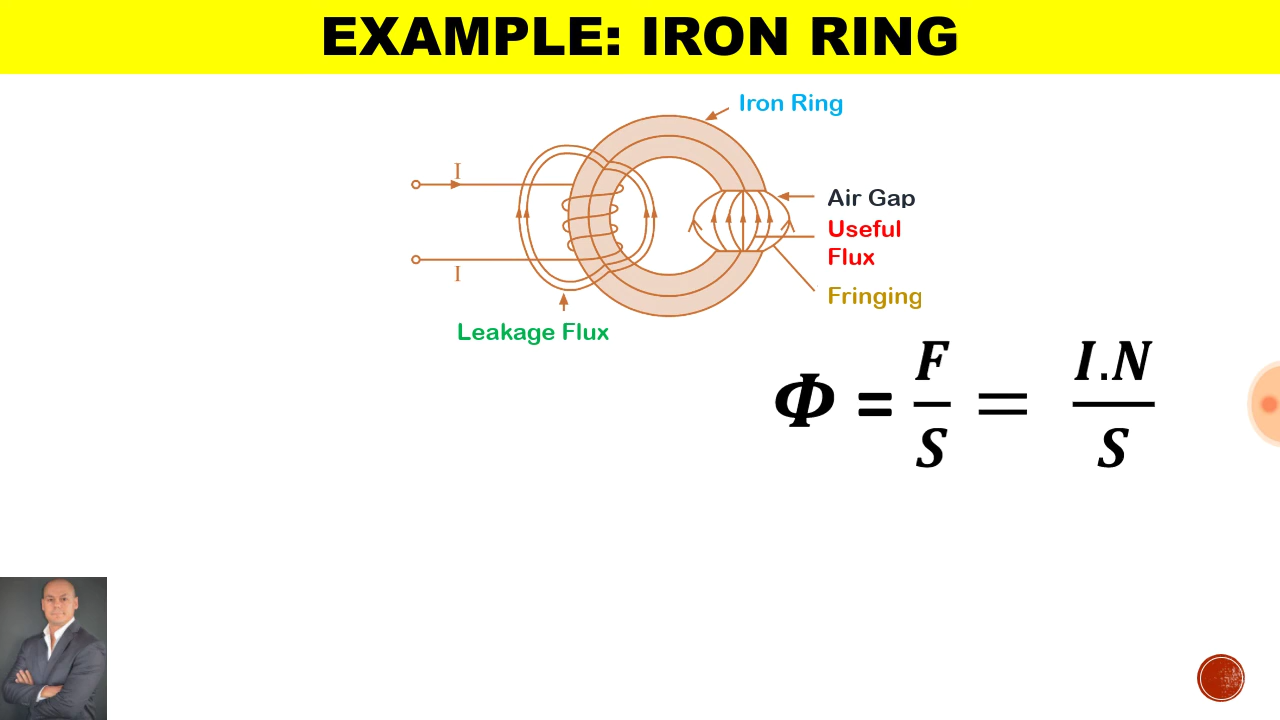 EXAMPLE: IRON RING
Iron Ring
I
Air Gap
Useful
Flux
I
Fringing
Leakage Flux
Φ = F/S = I.N/S